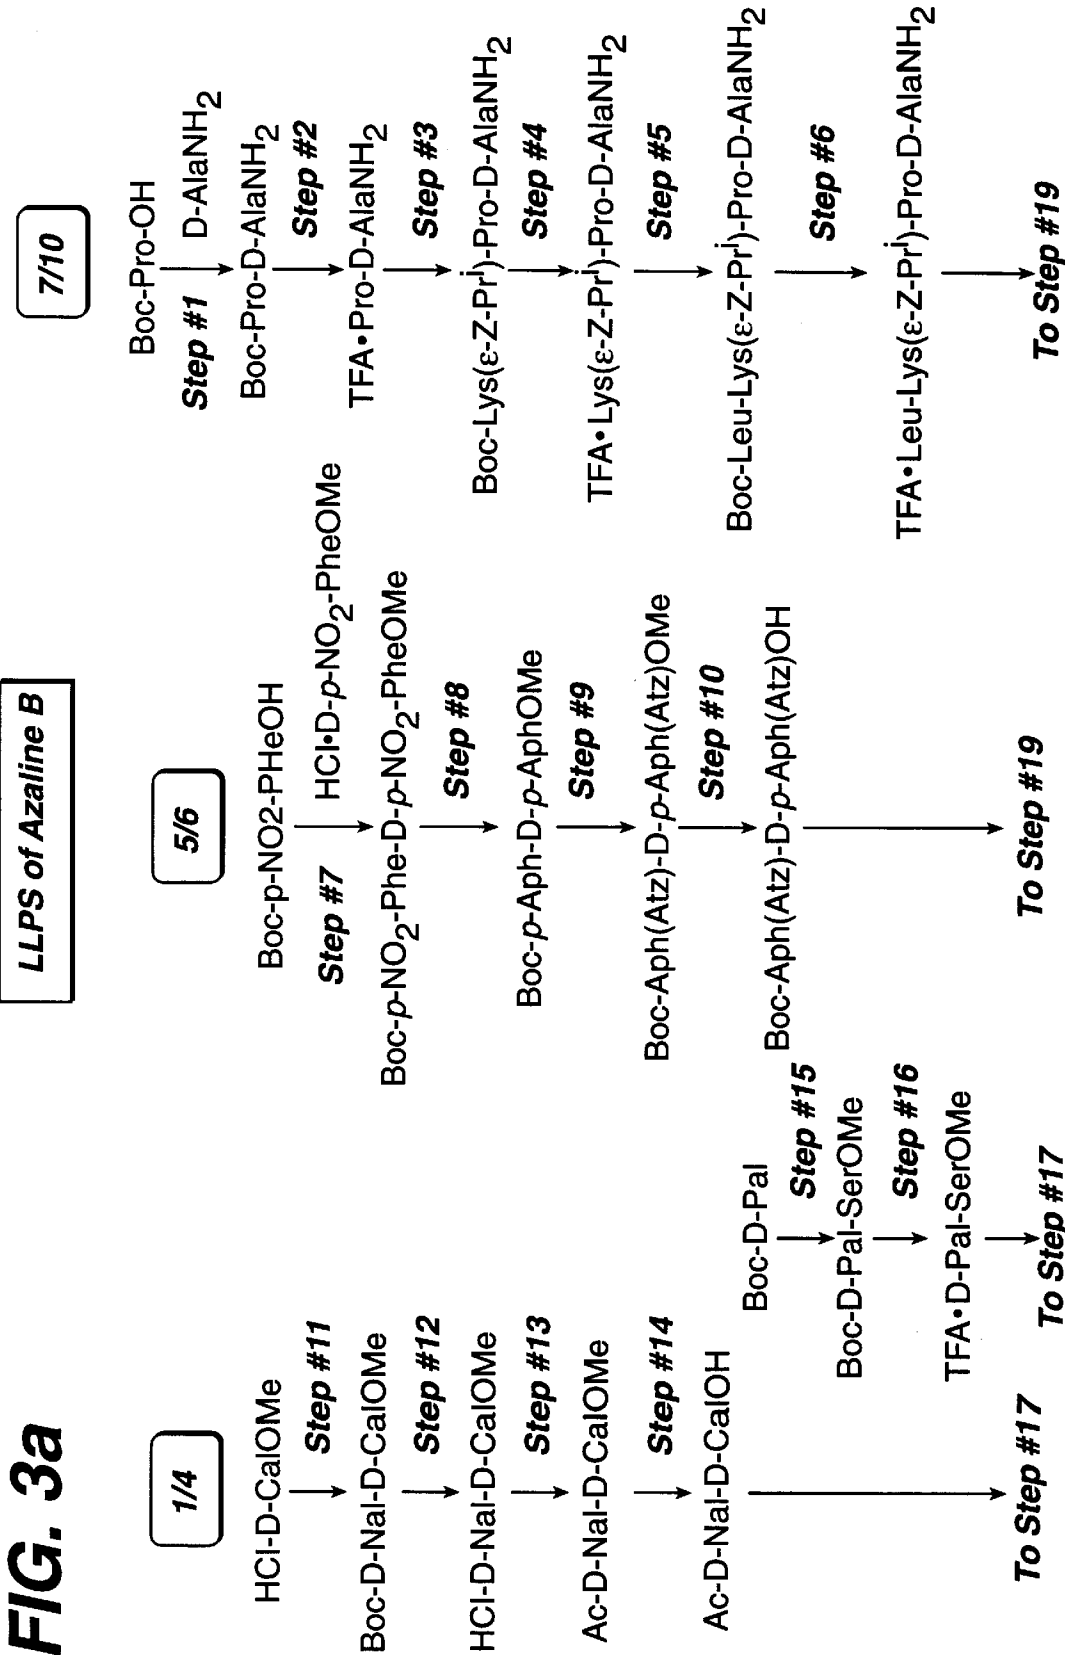 FIG. 3a
LLPS of Azaline B
1/4
HCl-D-CalOMe
Step #11
Boc-D-Nal-D-CalOMe
Step #12
HCl-D-Nal-D-CalOMe
Step #13
Ac-D-Nal-D-CalOMe
Step #14
Ac-D-Nal-D-CalOH
To Step #17
Boc-D-Pal
Step #15
Boc-D-Pal-SerOMe
Step #16
TFA•D-Pal-SerOMe
To Step #17
5/6
Boc-p-NO2-PHeOH
Step #7
HCl•D-p-NO2-PheOMe
Boc-p-NO2-Phe-D-p-NO2-PheOMe
Step #8
Boc-p-Aph-D-p-AphOMe
Step #9
Boc-Aph(Atz)-D-p-Aph(Atz)OMe
Step #10
Boc-Aph(Atz)-D-p-Aph(Atz)OH
To Step #19
7/10
Boc-Pro-OH
Step #1
D-AlaNH2
Boc-Pro-D-AlaNH2
Step #2
TFA•Pro-D-AlaNH2
Step #3
Boc-Lys(ε-Z-Pri)-Pro-D-AlaNH2
Step #4
TFA•Lys(ε-Z-Pri)-Pro-D-AlaNH2
Step #5
Boc-Leu-Lys(ε-Z-Pri)-Pro-D-AlaNH2
Step #6
TFA•Leu-Lys(ε-Z-Pri)-Pro-D-AlaNH2
To Step #19